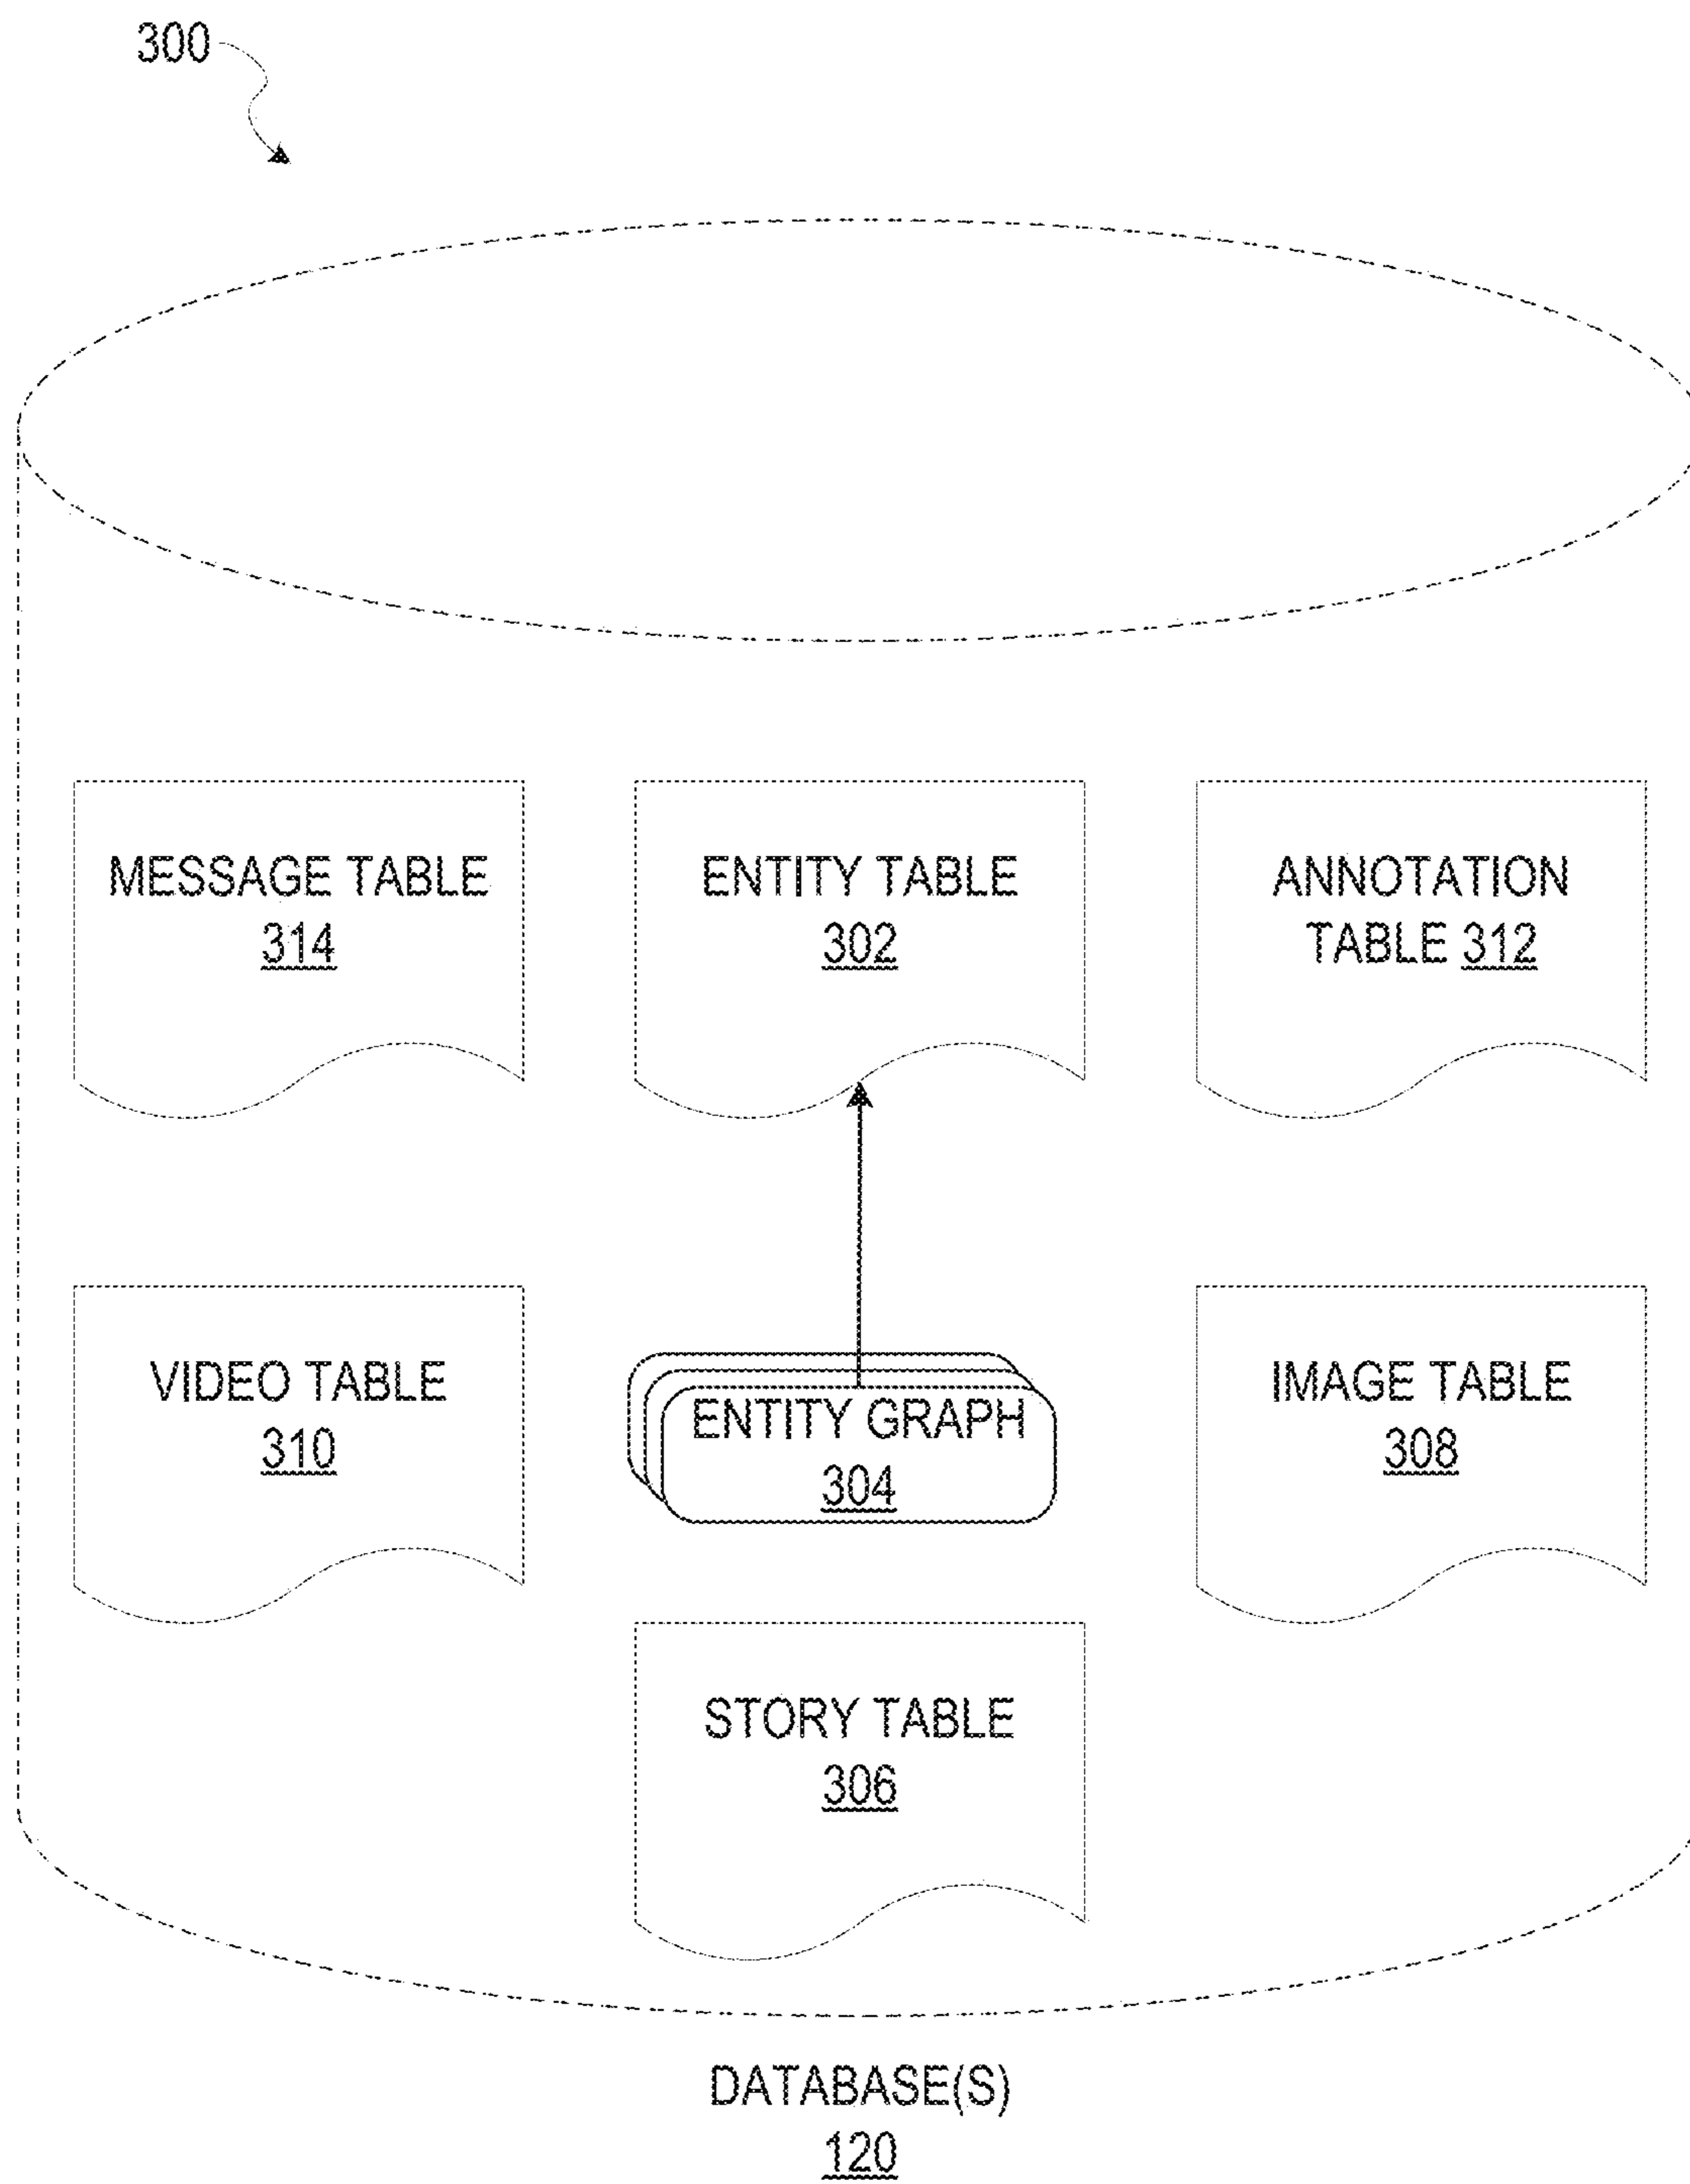 300
MESSAGE TABLE
314
ENTITY TABLE
302
ANNOTATION
TABLE 312
VIDEO TABLE
310
ENTITY GRAPH
304
IMAGE TABLE
308
STORY TABLE
306
DATABASE(S)
120